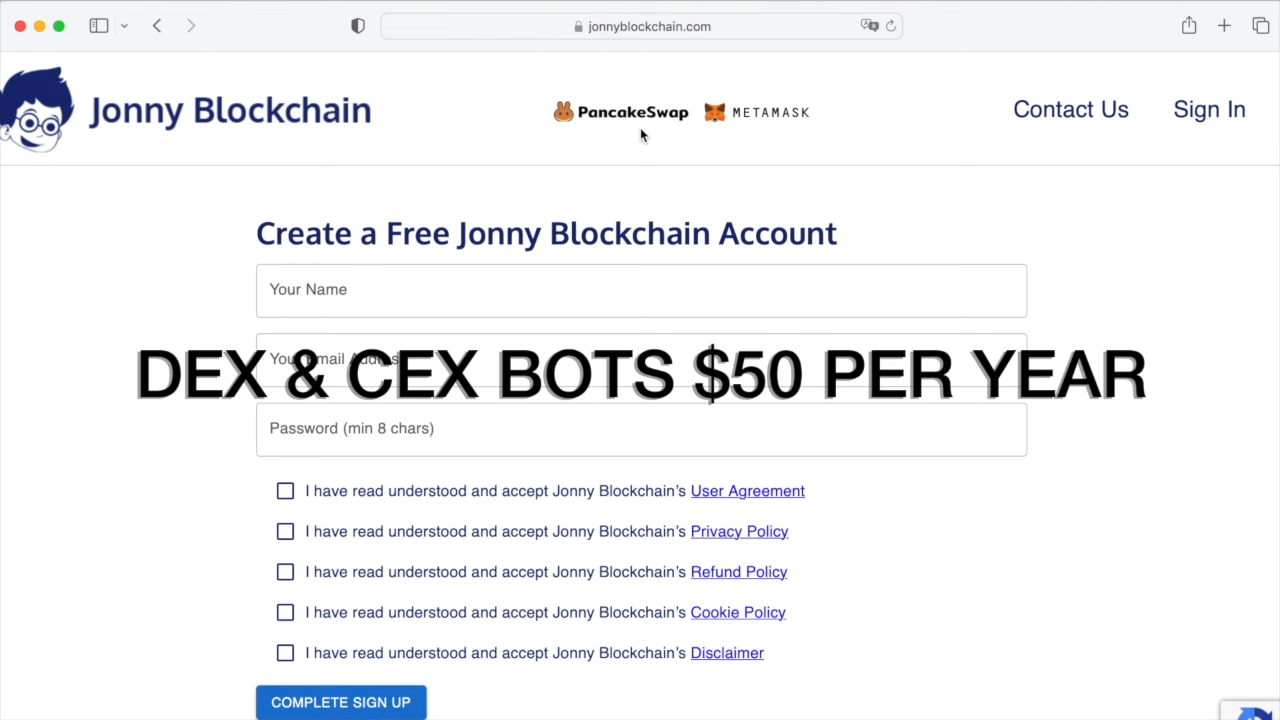 jonnyblockchain.com
Jonny Blockchain
PancakeSwap METAMASK
Contact Us
Sign In
Create a Free Jonny Blockchain Account
Your Name
Your Email Address
DEX & CEX BOTS $50 PER YEAR
Password (min 8 chars)
I have read understood and accept Jonny Blockchain's User Agreement
I have read understood and accept Jonny Blockchain's Privacy Policy
I have read understood and accept Jonny Blockchain's Refund Policy
I have read understood and accept Jonny Blockchain's Cookie Policy
I have read understood and accept Jonny Blockchain's Disclaimer
COMPLETE SIGN UP